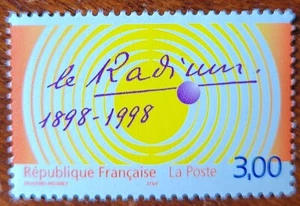 le Radium.
1898-1998
République Française La Poste 3,00